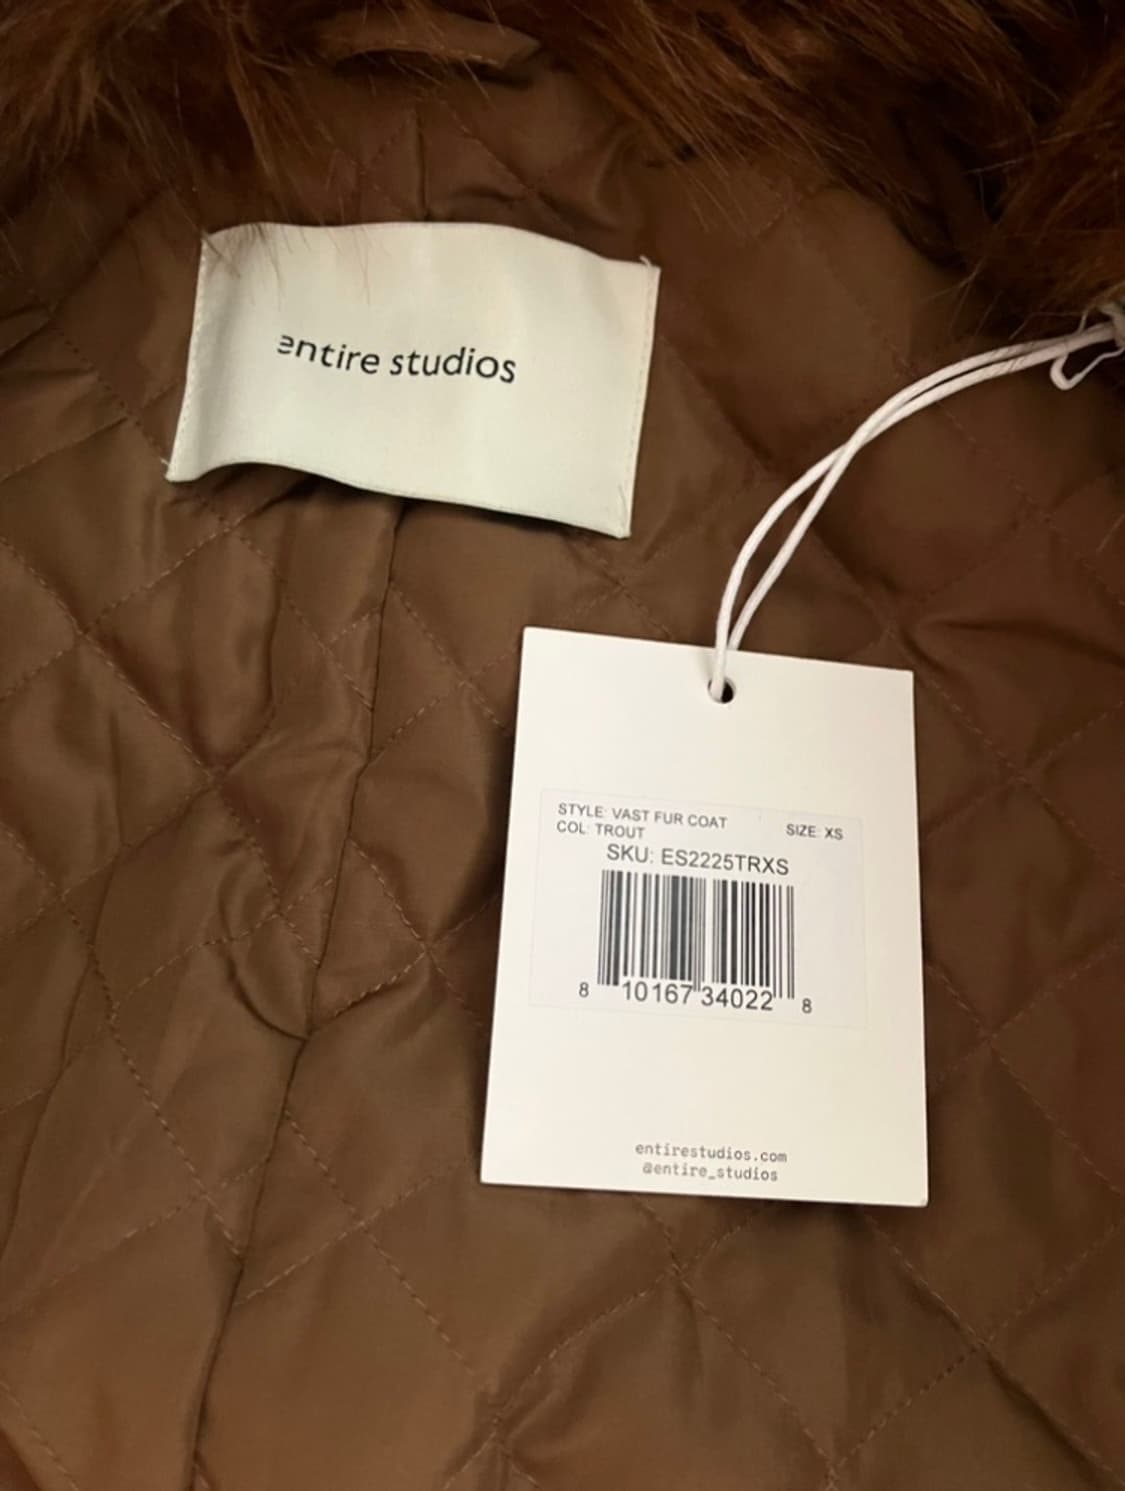 entire studios
STYLE: VAST FUR COAT
SIZE: XS
COL: TROUT
SKU: ES2225TRXS
8 10167 34022 8
entirestudios.com
@entire_studios